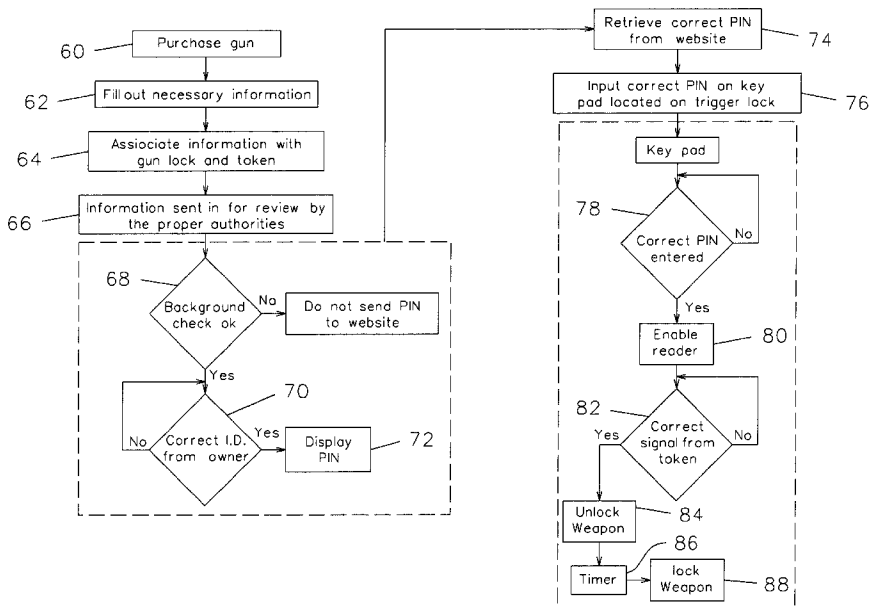 60
Purchase gun
62
Fill out necessary information
64
Assiociate information with
gun lock and token
66
Information sent in for review by
the proper authorities
68
Background
check ok
No
Do not send PIN
to website
Yes
70
Correct I.D.
from owner
No
Yes
Display
PIN
72
Retrieve correct PIN
from website
74
Input correct PIN on key
pad located on trigger lock
76
Key pad
78
Correct PIN
entered
No
Yes
Enable
reader
80
82
Correct
signal from
token
Yes
No
Unlock
Weapon
84
86
Timer
lock
Weapon
88